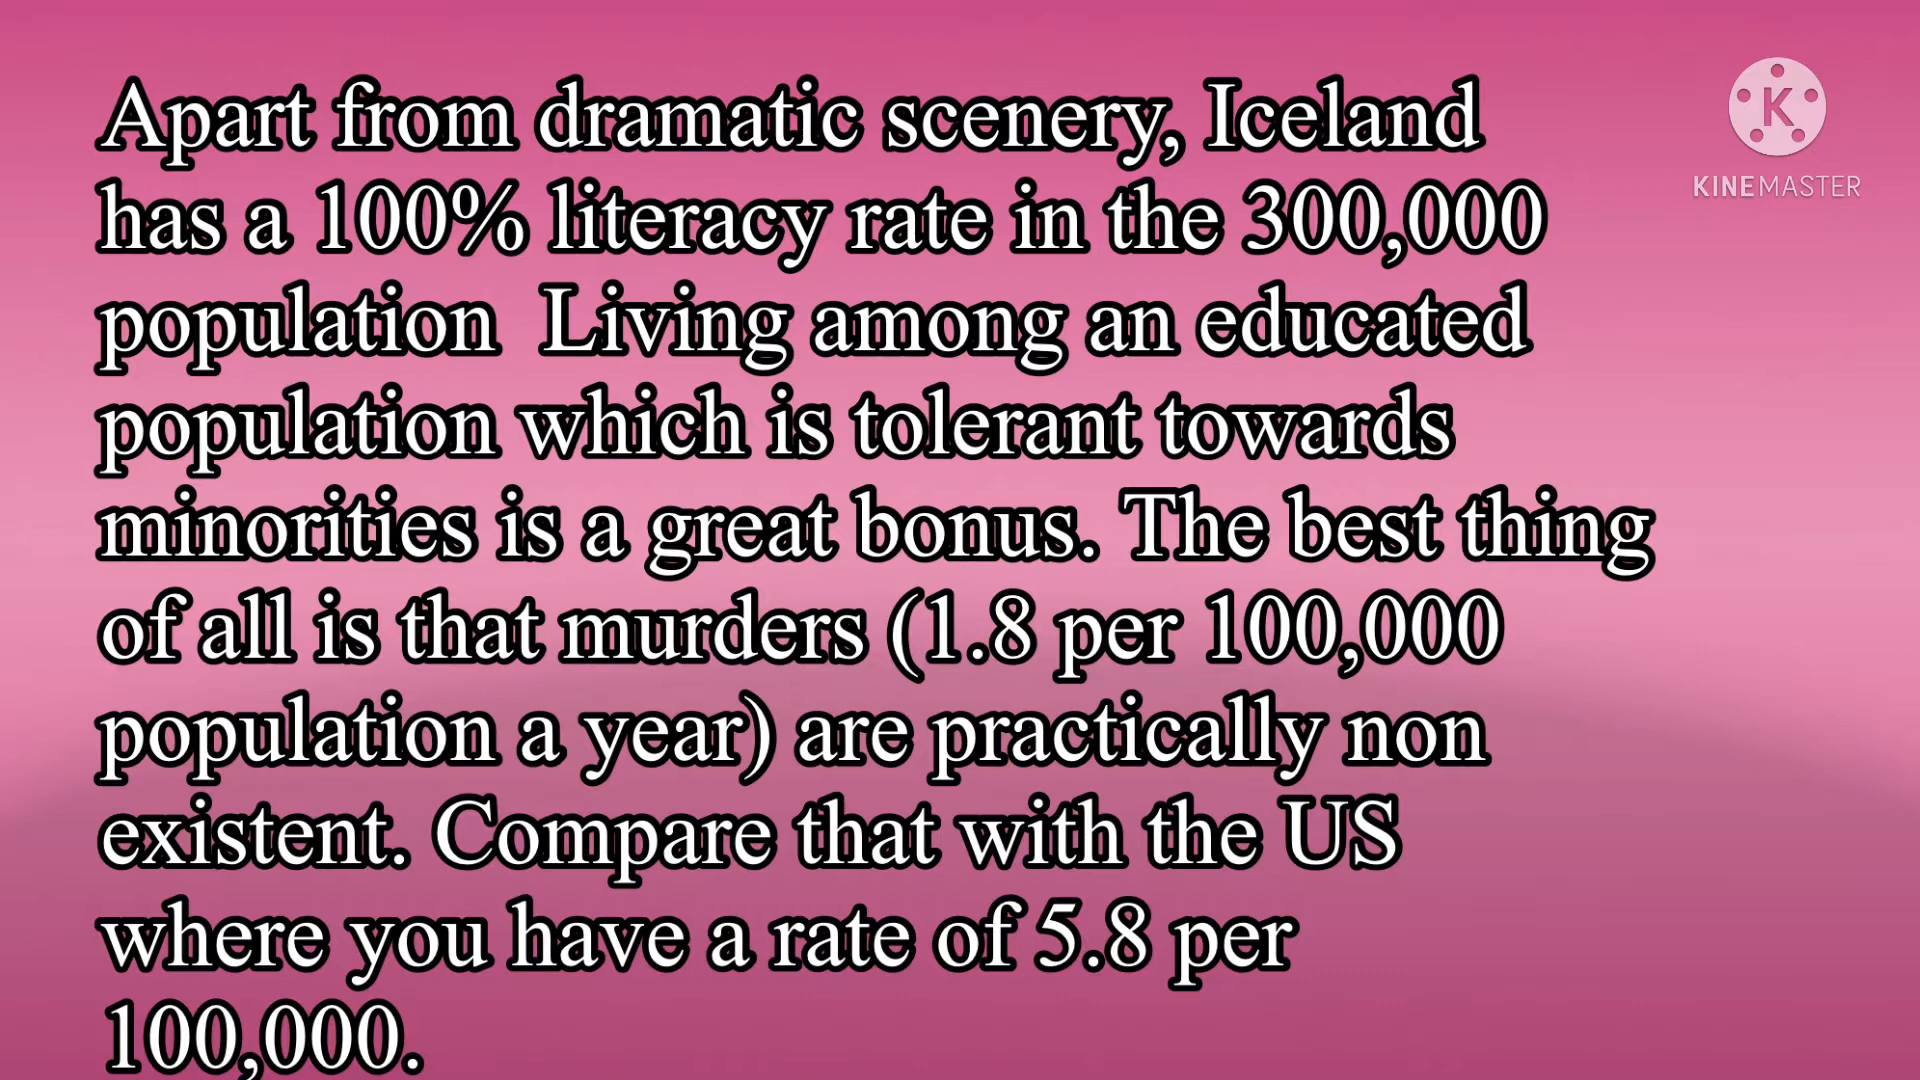 Apart from dramatic scenery, Iceland
has a 100% literacy rate in the 300,000
population  Living among an educated
population which is tolerant towards
minorities is a great bonus. The best thing
of all is that murders (1.8 per 100,000
population a year) are practically non
existent. Compare that with the US
where you have a rate of 5.8 per
100,000.
K
KINEMASTER